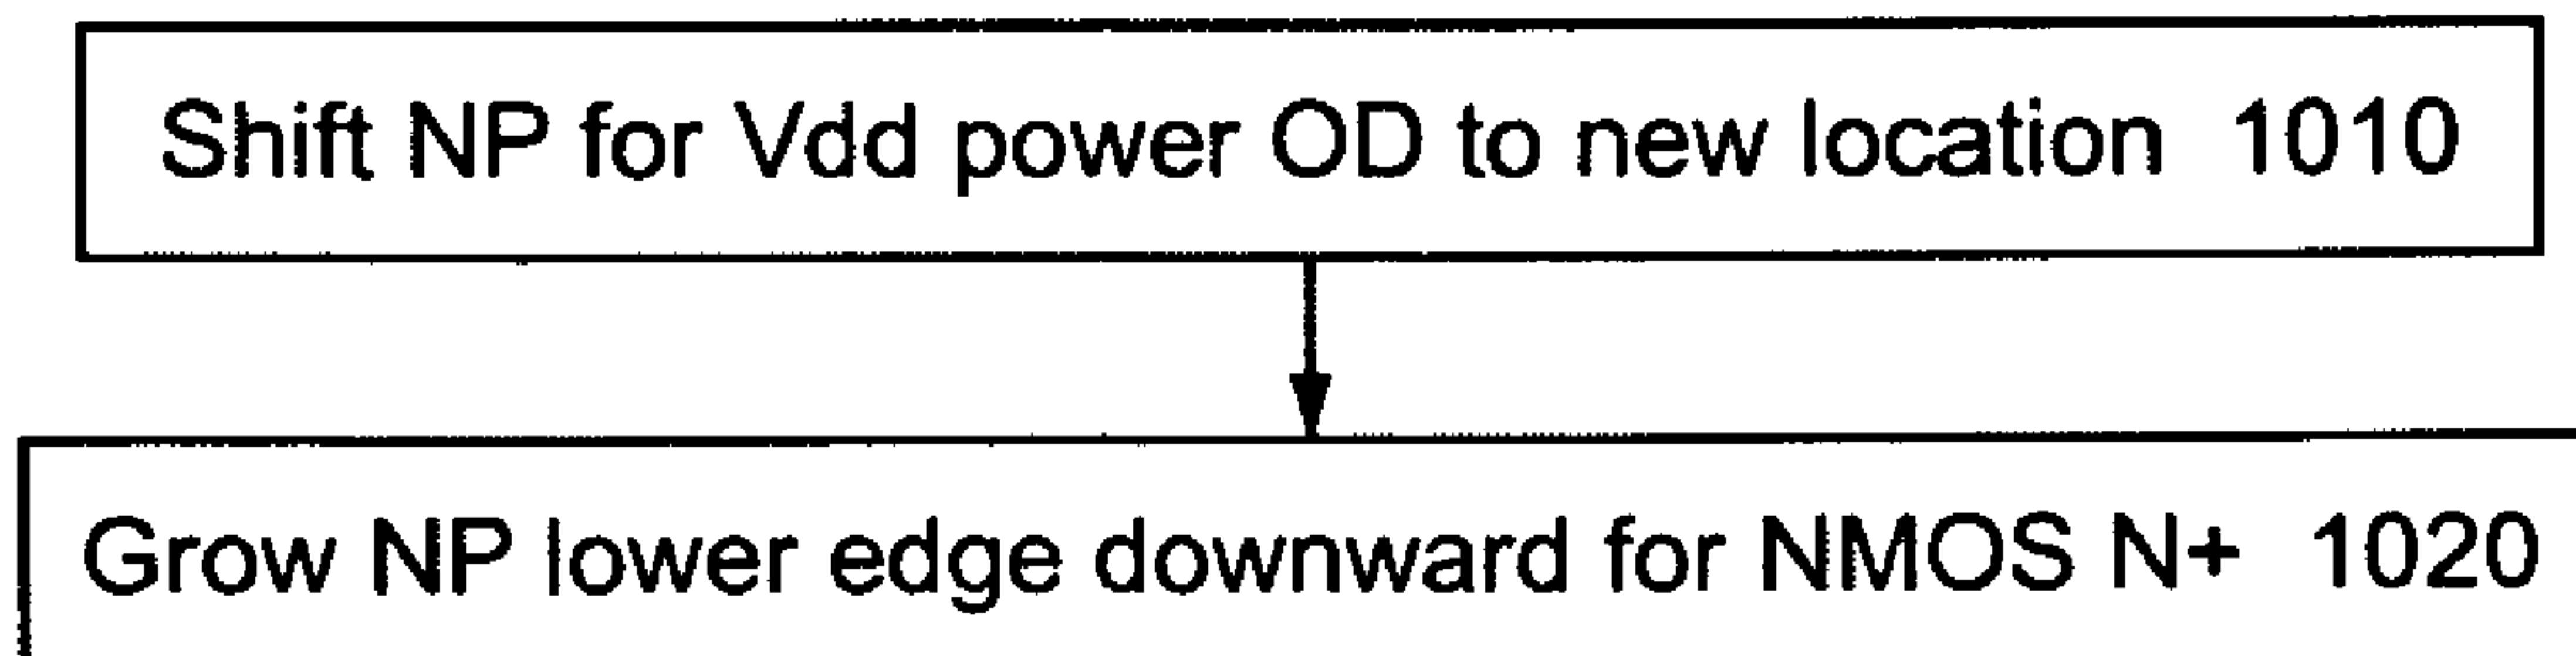 Shift NP for Vdd power OD to new location 1010
Grow NP lower edge downward for NMOS N+ 1020